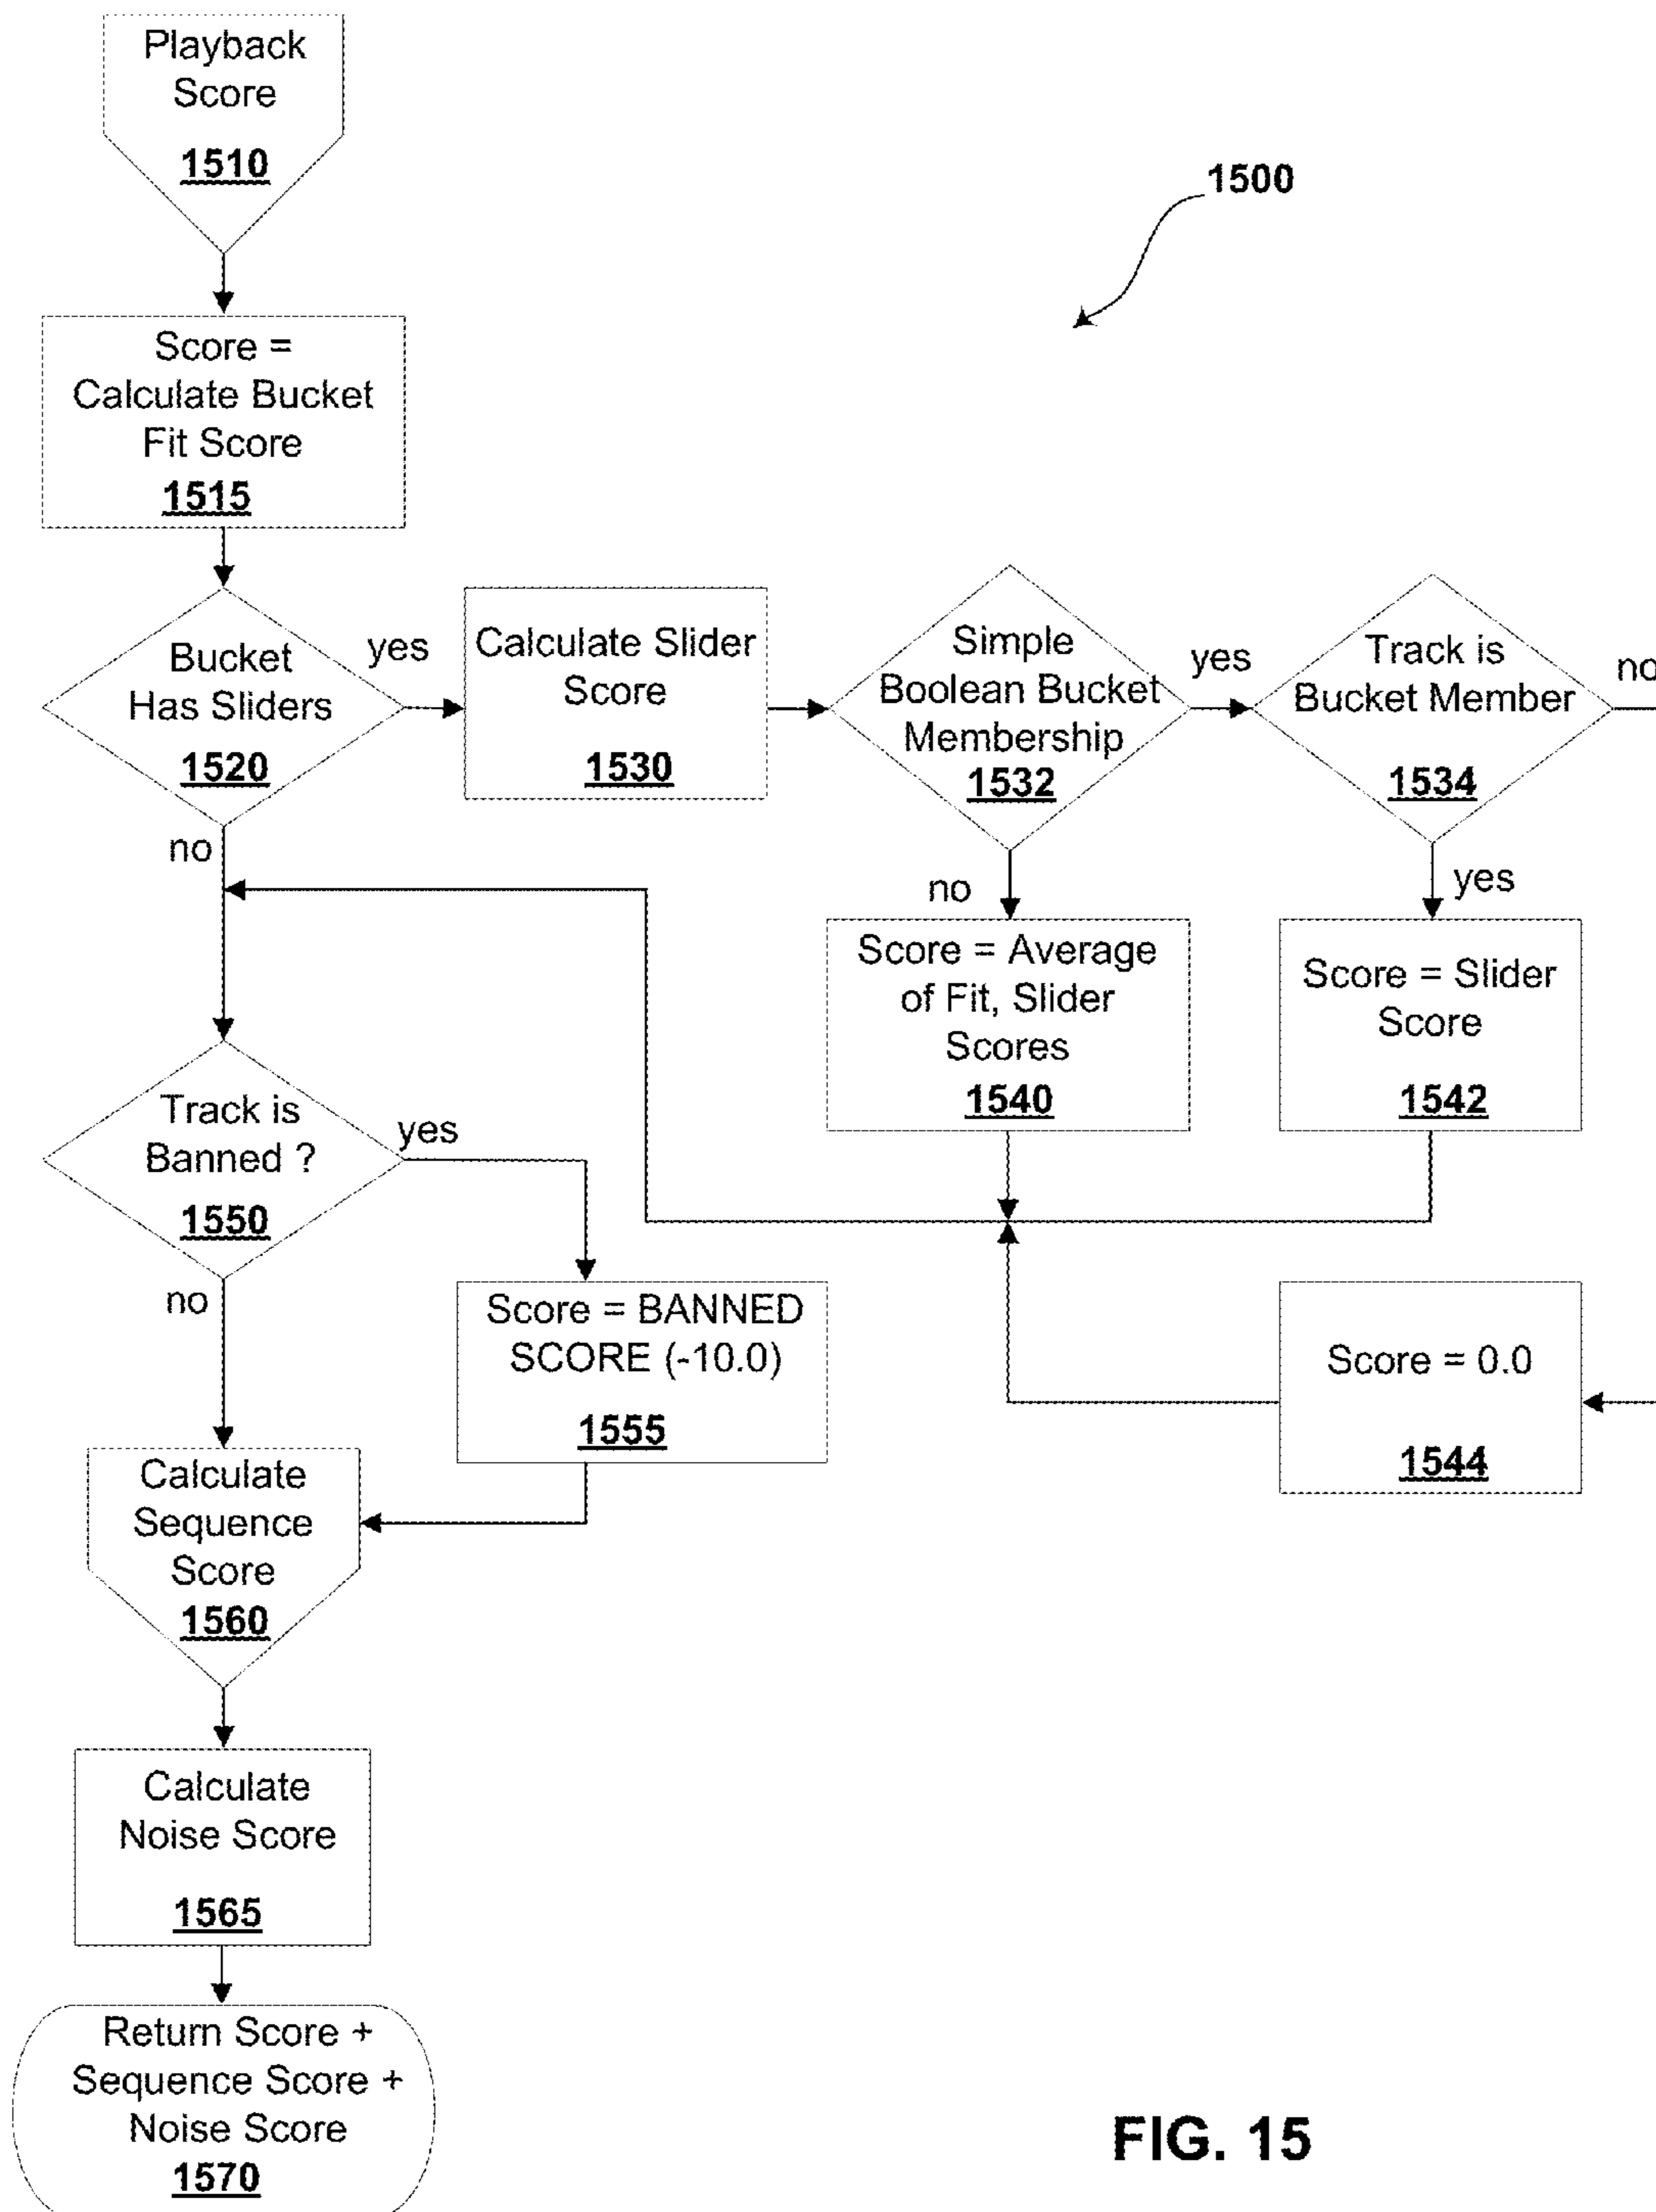 Playback
Score
1510
1500
Score =
Calculate Bucket
Fit Score
1515
Bucket
Has Sliders
1520
yes
no
Calculate Slider
Score
1530
Simple
Boolean Bucket
Membership
1532
yes
no
Track is
Bucket Member
1534
no
yes
Score = Average
of Fit, Slider
Scores
1540
Score = Slider
Score
1542
Score = 0.0
1544
Track is
Banned ?
1550
yes
no
Score = BANNED
SCORE (-10.0)
1555
Calculate
Sequence
Score
1560
Calculate
Noise Score
1565
Return Score +
Sequence Score +
Noise Score
1570
FIG. 15